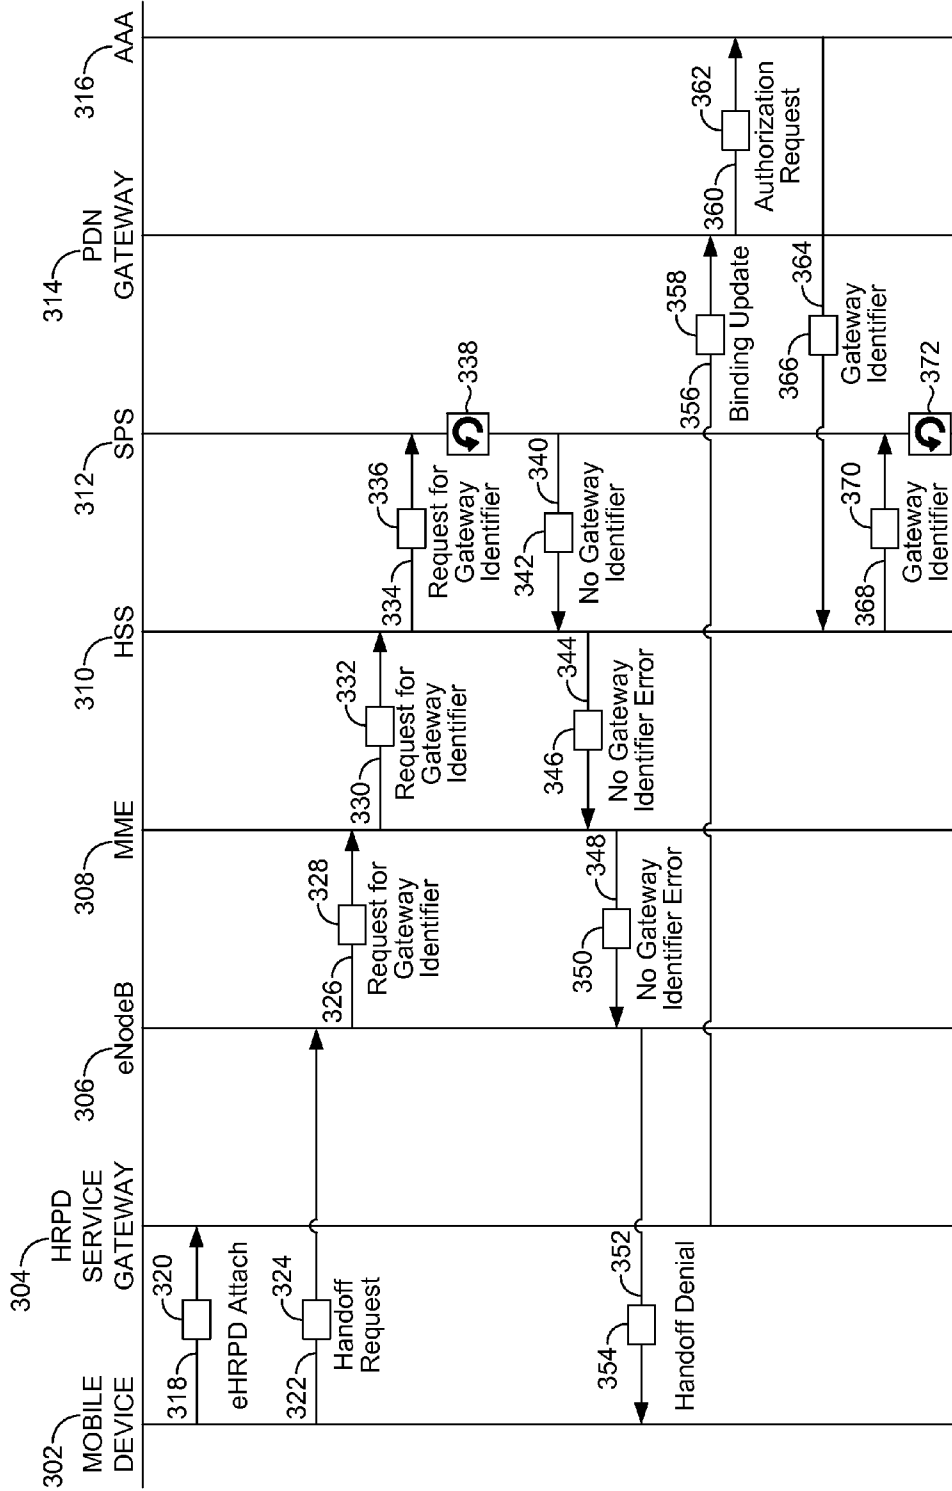 302
MOBILE
DEVICE
304
HRPD
SERVICE
GATEWAY
306
eNodeB
308
MME
310
HSS
312
SPS
314
PDN
GATEWAY
316
AAA
318
320
eHRPD Attach
322
324
Handoff
Request
326
328
Request for
Gateway
Identifier
330
332
Request for
Gateway
Identifier
334
336
Request for
Gateway
Identifier
338
342
340
No Gateway
Identifier
346
344
No Gateway
Identifier Error
350
348
No Gateway
Identifier Error
354
352
Handoff Denial
356
358
Binding Update
360
362
Authorization
Request
366
364
Gateway
Identifier
368
370
Gateway
Identifier
372